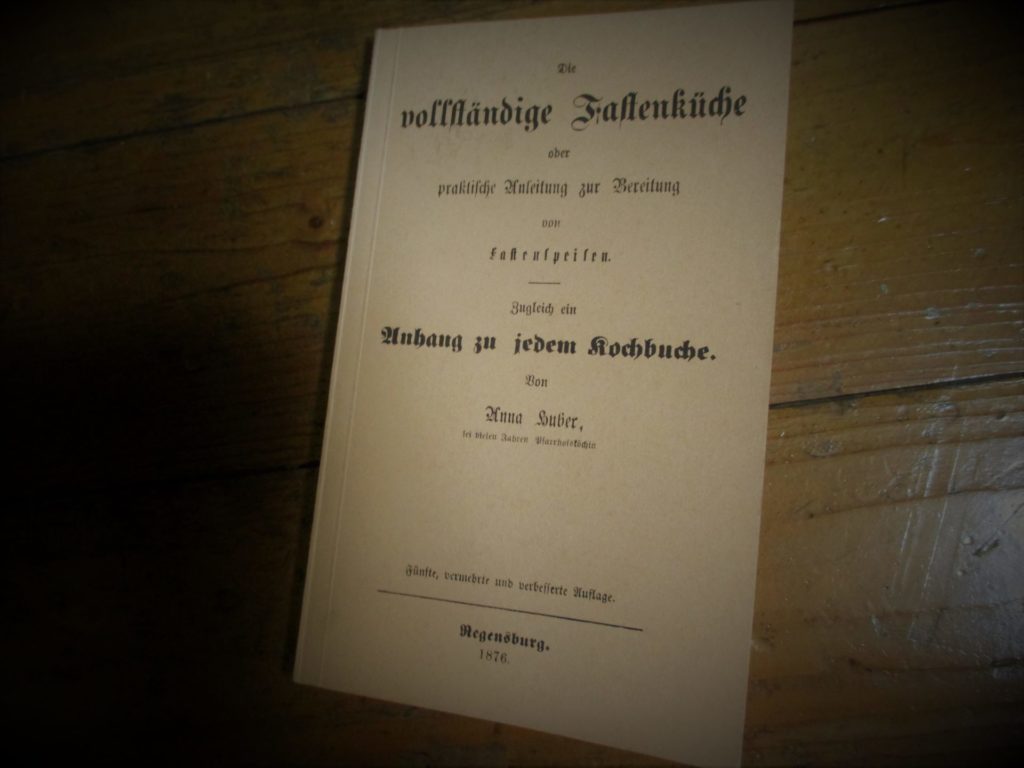 Die
vollständige Fastenküche
oder
praktische Anleitung zur Bereitung
von
Fastenspeisen.
Zugleich ein
Anhang zu jedem Kochbuche.
Von
Anna Huber,
seit vielen Jahren Pfarrhofsköchin
Fünfte, vermehrte und verbesserte Auflage.
Regensburg.
1876.